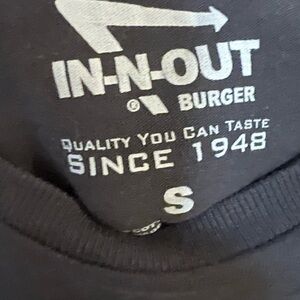 IN-N-OUT
® BURGER
QUALITY YOU CAN TASTE
SINCE 1948
S